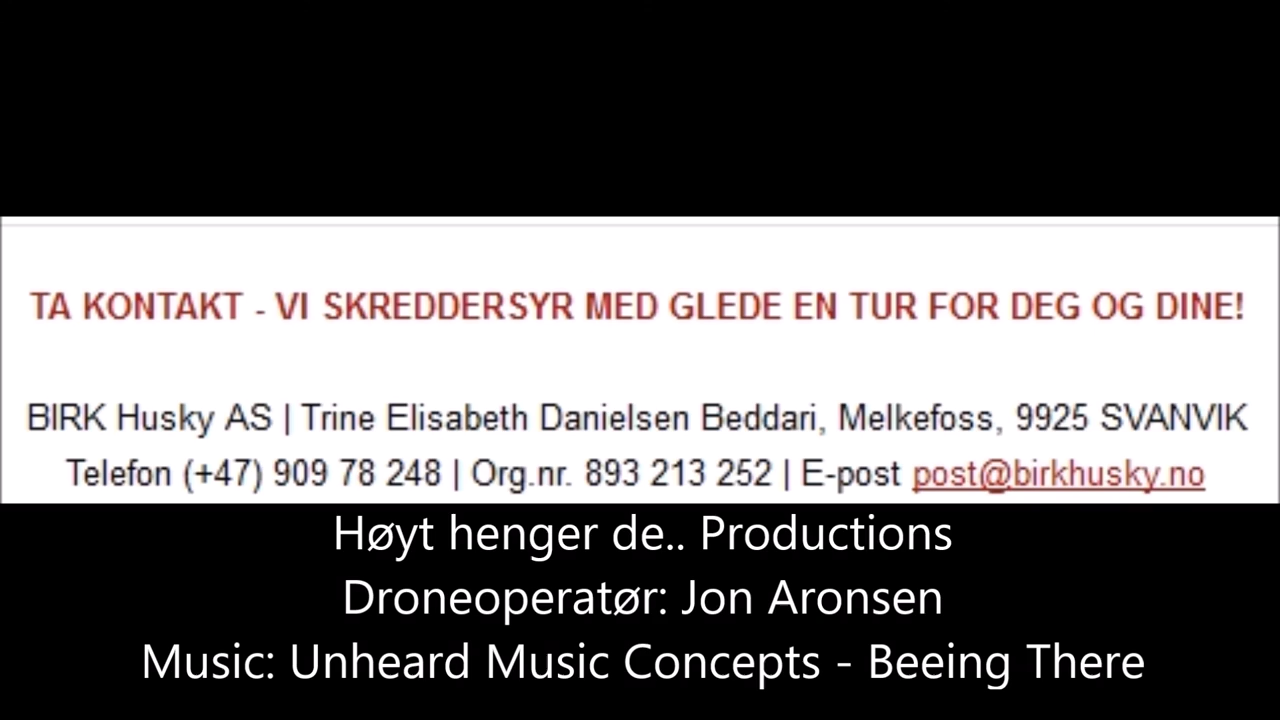 TA KONTAKT - VI SKREDDERSYR MED GLEDE EN TUR FOR DEG OG DINE!
BIRK Husky AS | Trine Elisabeth Danielsen Beddari, Melkefoss, 9925 SVANVIK
Telefon (+47) 909 78 248 | Org.nr. 893 213 252 | E-post post@birkhusky.no
Høyt henger de.. Productions
Droneoperatør: Jon Aronsen
Music: Unheard Music Concepts - Beeing There